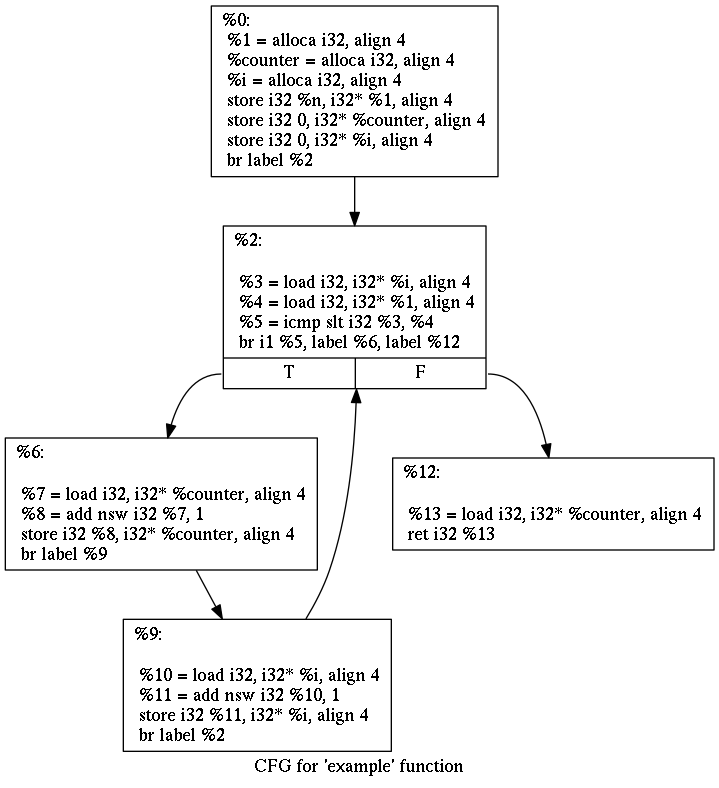 %0:
%1 = alloca i32, align 4
%counter = alloca i32, align 4
%i = alloca i32, align 4
store i32 %n, i32* %1, align 4
store i32 0, i32* %counter, align 4
store i32 0, i32* %i, align 4
br label %2
%2:
%3 = load i32, i32* %i, align 4
%4 = load i32, i32* %1, align 4
%5 = icmp slt i32 %3, %4
br i1 %5, label %6, label %12
T
F
%6:
%7 = load i32, i32* %counter, align 4
%8 = add nsw i32 %7, 1
store i32 %8, i32* %counter, align 4
br label %9
%12:
%13 = load i32, i32* %counter, align 4
ret i32 %13
%9:
%10 = load i32, i32* %i, align 4
%11 = add nsw i32 %10, 1
store i32 %11, i32* %i, align 4
br label %2
CFG for 'example' function